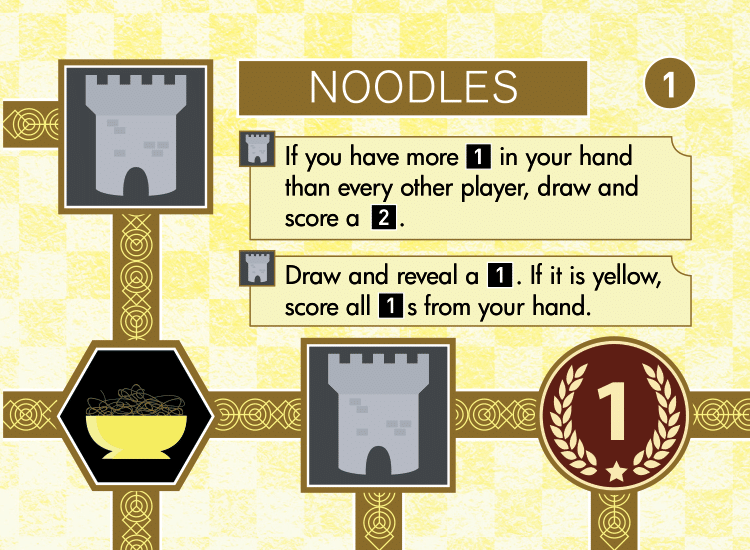 NOODLES
1
If you have more 1 in your hand
than every other player, draw and
score a 2.
Draw and reveal a 1. If it is yellow,
score all 1s from your hand.
1